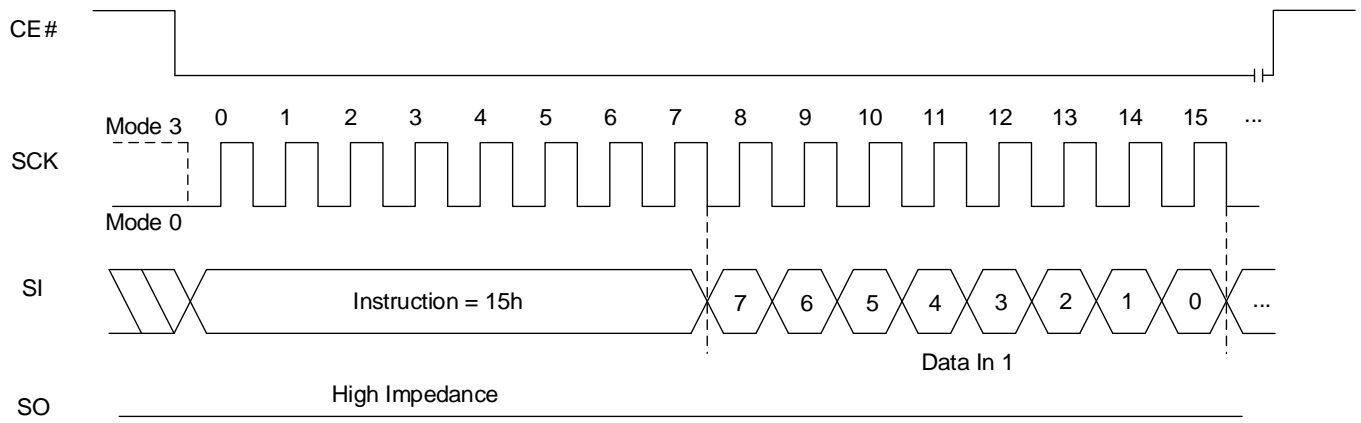 CE#
Mode 3 0 1 2 3 4 5 6 7 8 9 10 11 12 13 14 15 ...
SCK
Mode 0
SI Instruction = 15h 7 6 5 4 3 2 1 0 ...
Data In 1
High Impedance
SO